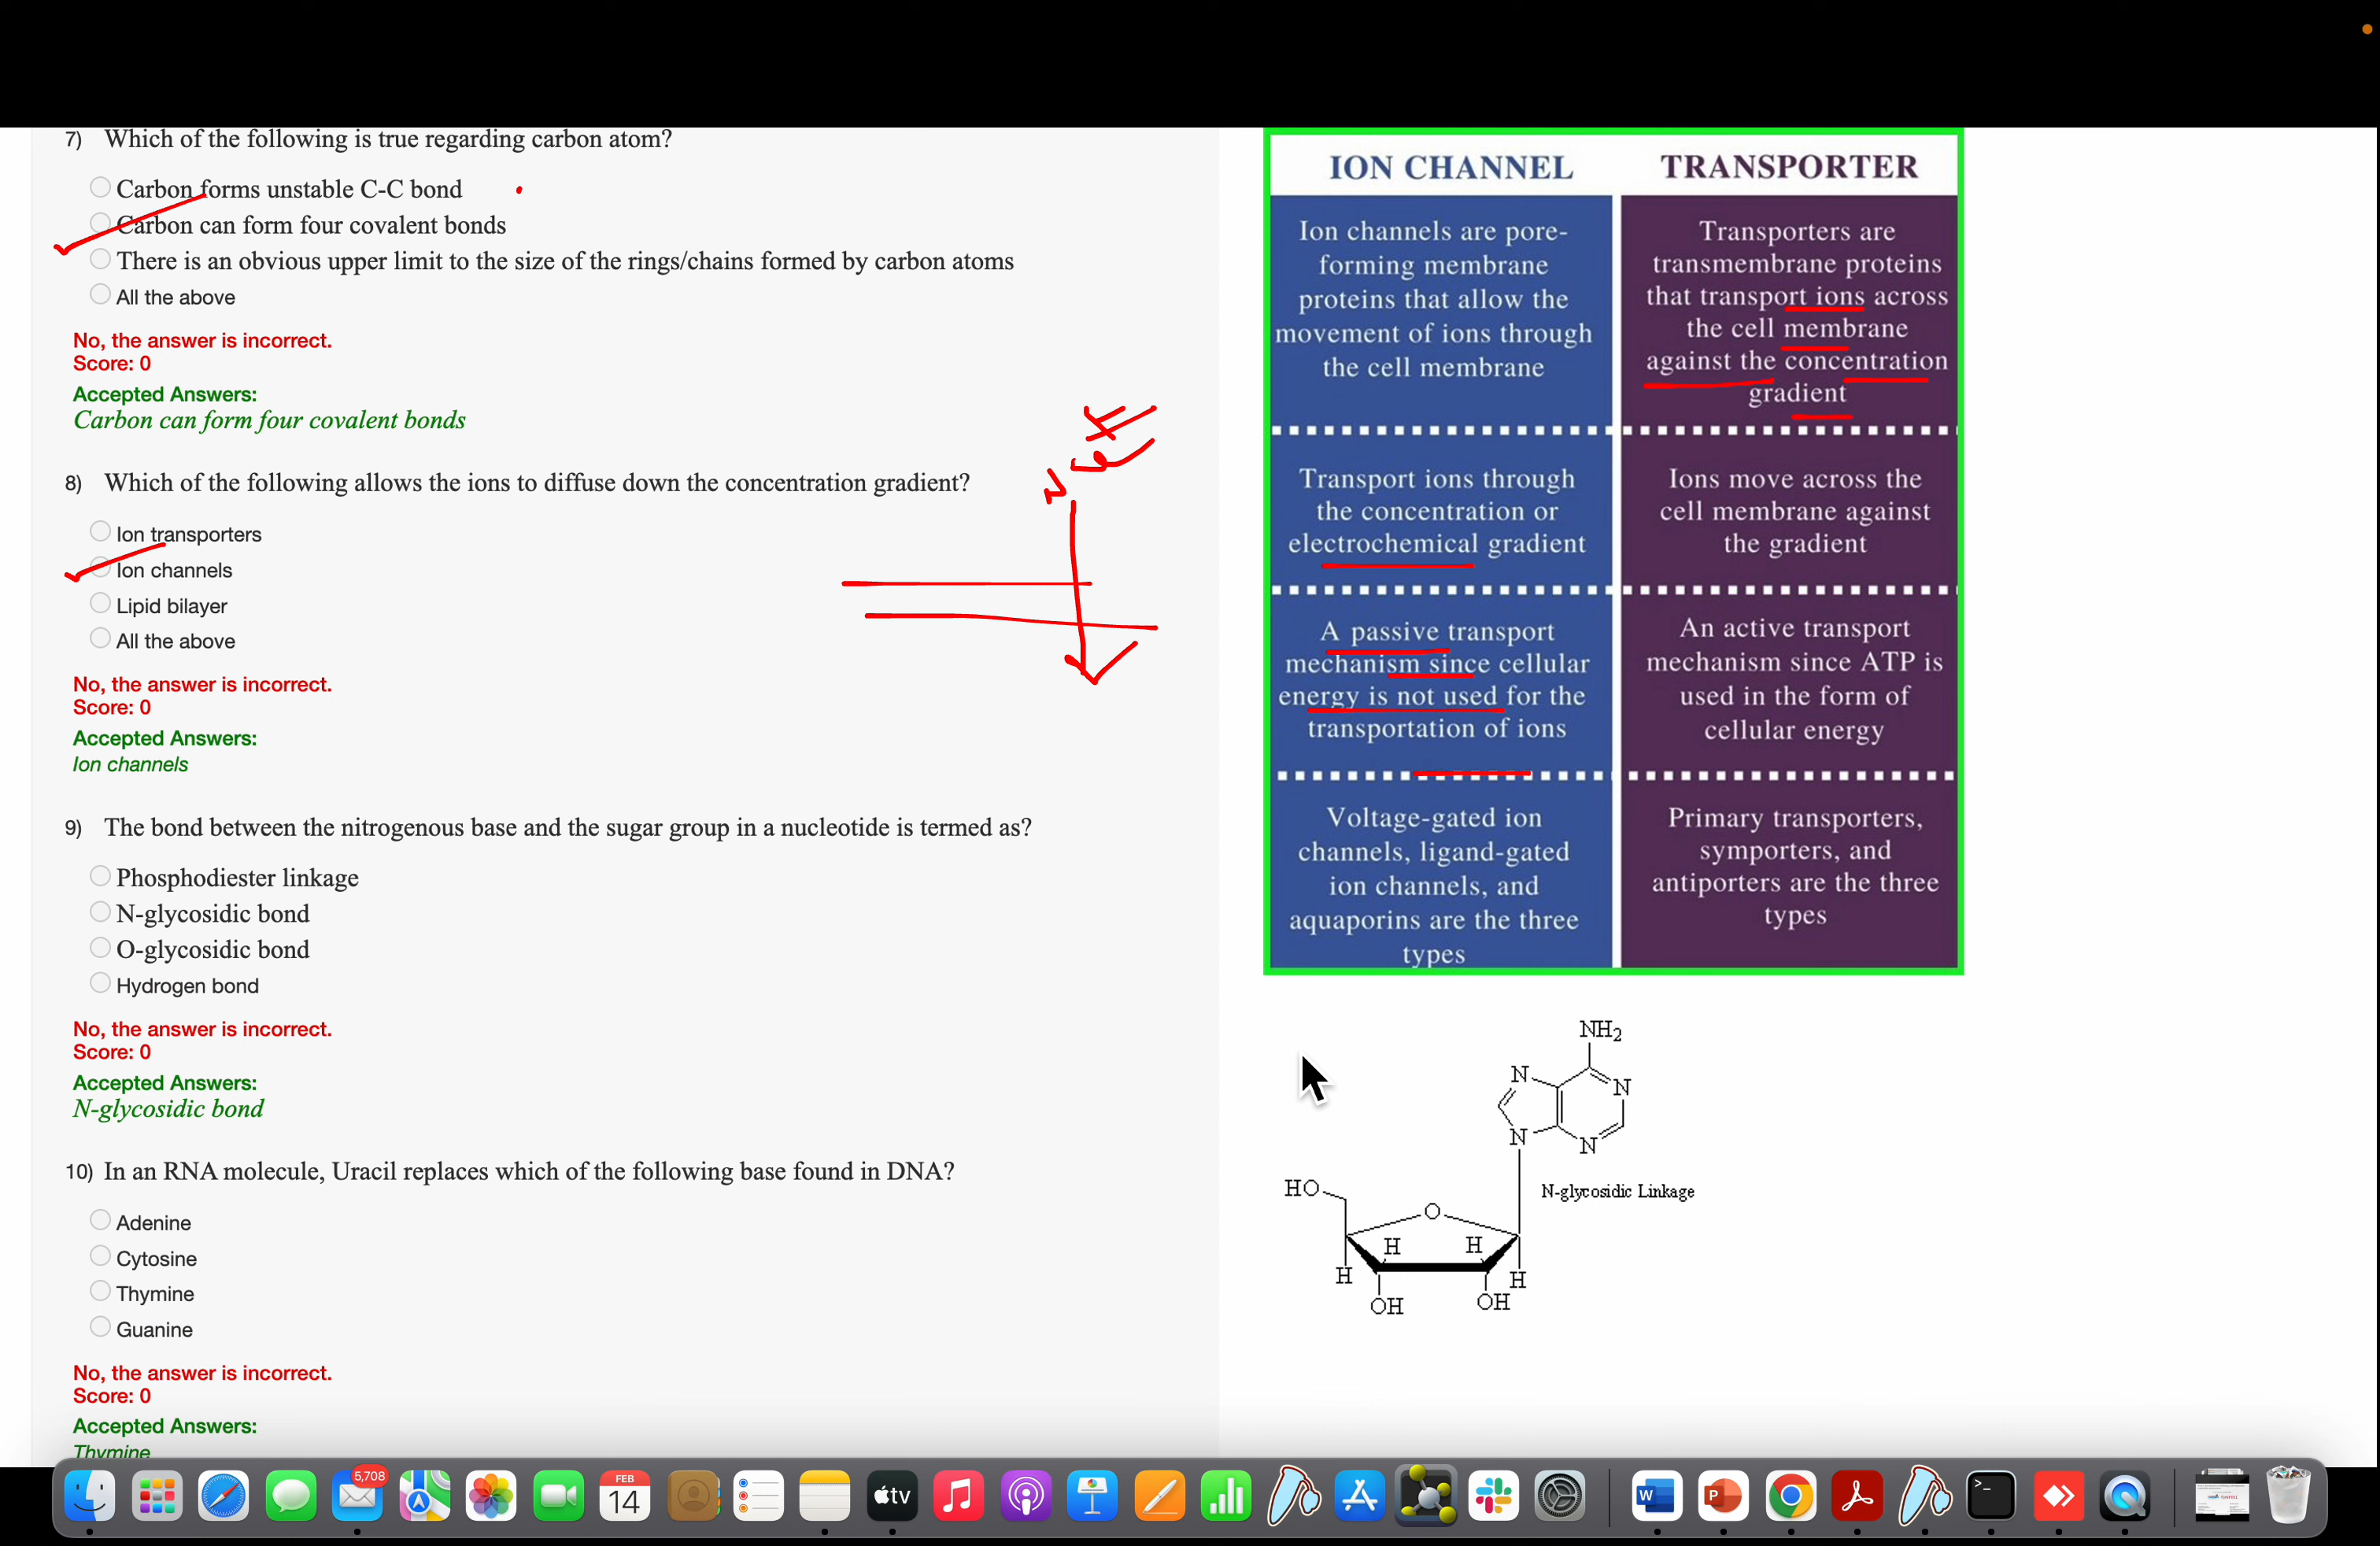 7) Which of the following is true regarding carbon atom?
Carbon forms unstable C-C bond
Carbon can form four covalent bonds
There is an obvious upper limit to the size of the rings/chains formed by carbon atoms
All the above
No, the answer is incorrect.
Score: 0
Accepted Answers:
Carbon can form four covalent bonds
8) Which of the following allows the ions to diffuse down the concentration gradient?
Ion transporters
Ion channels
Lipid bilayer
All the above
No, the answer is incorrect.
Score: 0
Accepted Answers:
Ion channels
9) The bond between the nitrogenous base and the sugar group in a nucleotide is termed as?
Phosphodiester linkage
N-glycosidic bond
O-glycosidic bond
Hydrogen bond
No, the answer is incorrect.
Score: 0
Accepted Answers:
N-glycosidic bond
10) In an RNA molecule, Uracil replaces which of the following base found in DNA?
Adenine
Cytosine
Thymine
Guanine
No, the answer is incorrect.
Score: 0
Accepted Answers:
Thymine
ION CHANNEL
Ion channels are pore-
forming membrane
proteins that allow the
movement of ions through
the cell membrane
Transport ions through
the concentration or
electrochemical gradient
A passive transport
mechanism since cellular
energy is not used for the
transportation of ions
Voltage-gated ion
channels, ligand-gated
ion channels, and
aquaporins are the three
types
TRANSPORTER
Transporters are
transmembrane proteins
that transport ions across
the cell membrane
against the concentration
gradient
Ions move across the
cell membrane against
the gradient
An active transport
mechanism since ATP is
used in the form of
cellular energy
Primary transporters,
symporters, and
antiporters are the three
types
NH2
N
N
N
N
N-glycosidic Linkage
HO
O
H H
H H
OH OH
5,708
FEB
14
tv
W
P